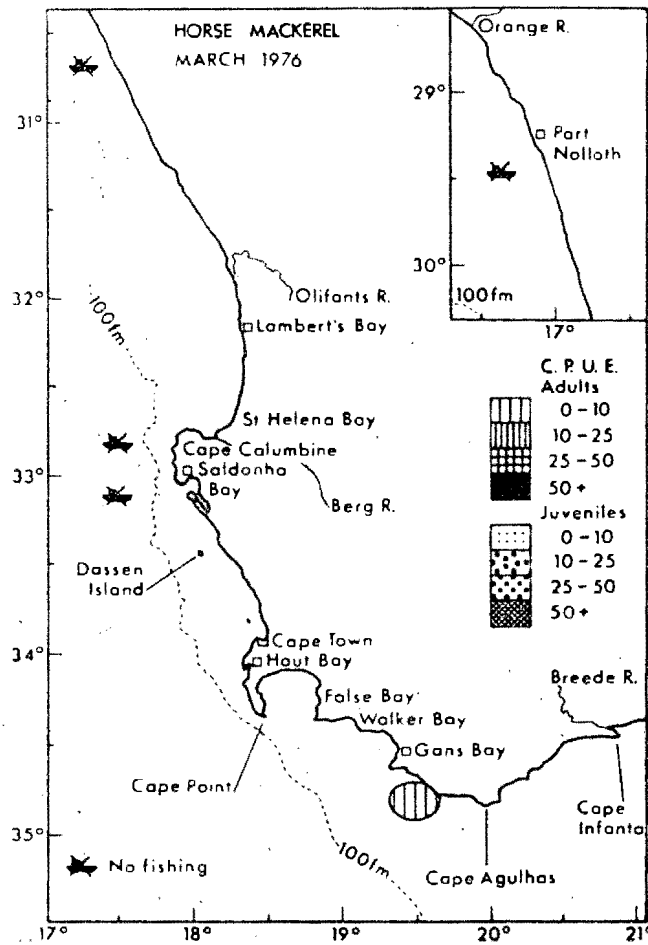 HORSE MACKEREL
MARCH 1976
Orange R.
29°
Part
Nolloth
30°
100fm
17°
31°
32°
33°
34°
35°
100fm
Olifants R.
Lambert's Bay
St Helena Bay
Cape Calumbine
Saldanha
Bay
Berg R.
Dassen
Island
Cape Town
Haut Bay
False Bay
Walker Bay
Gans Bay
Breede R.
Cape Point
Cape
Infanta
Cape Agulhas
100fm
No fishing
C. P. U. E.
Adults
0-10
10-25
25-50
50+
Juveniles
0-10
10-25
25-50
50+
17°
18°
19°
20°
21°